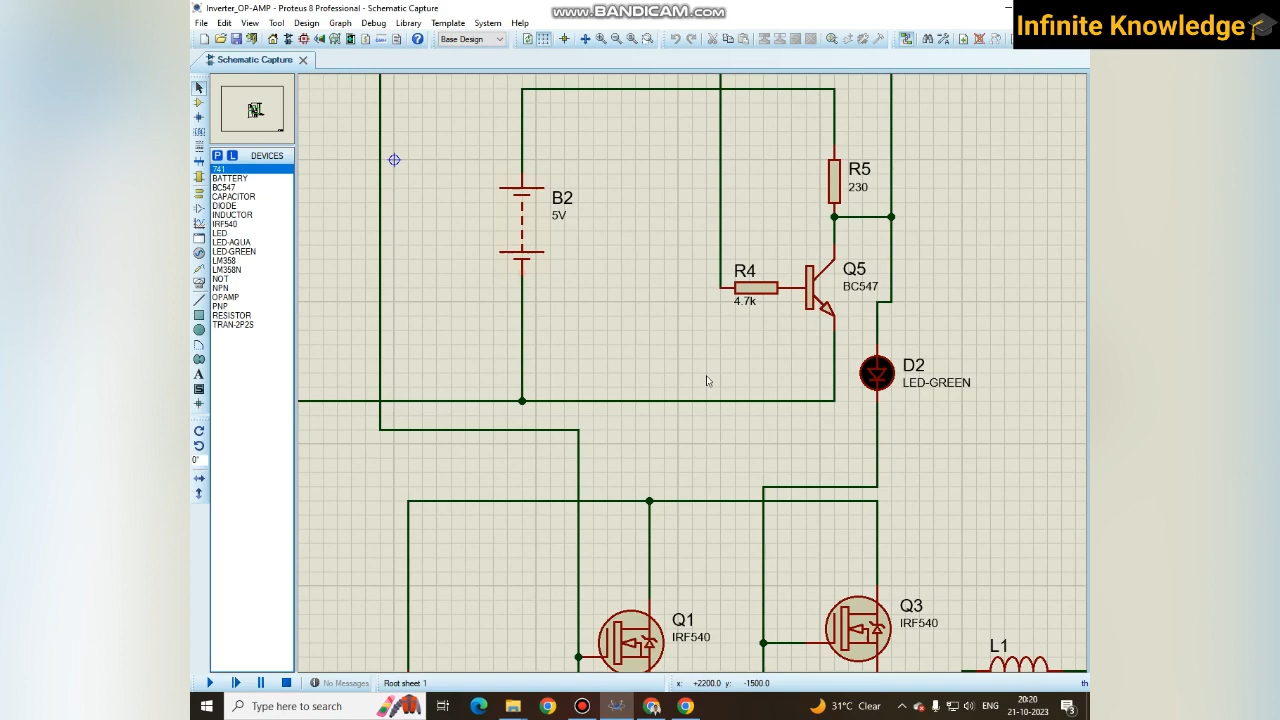 Inverter_OP-AMP - Proteus 8 Professional - Schematic Capture
www.BANDICAM.com
Infinite Knowledge
File Edit View Tool Design Graph Debug Library Template System Help
Base Design
Schematic Capture
P L DEVICES
741
BATTERY
BC547
CAPACITOR
DIODE
INDUCTOR
IRF540
LED
LED-AQUA
LED-GREEN
LM358
LM358N
NOT
NPN
OPAMP
PNP
RESISTOR
TRAN-2P2S
0°
B2
5V
R5
230
R4
4.7k
Q5
BC547
D2
LED-GREEN
Q1
IRF540
Q3
IRF540
L1
No Messages
Root sheet 1
x: +2200.0 y: -1500.0
th
Type here to search
31°C Clear
ENG
20:20
21-10-2023
3